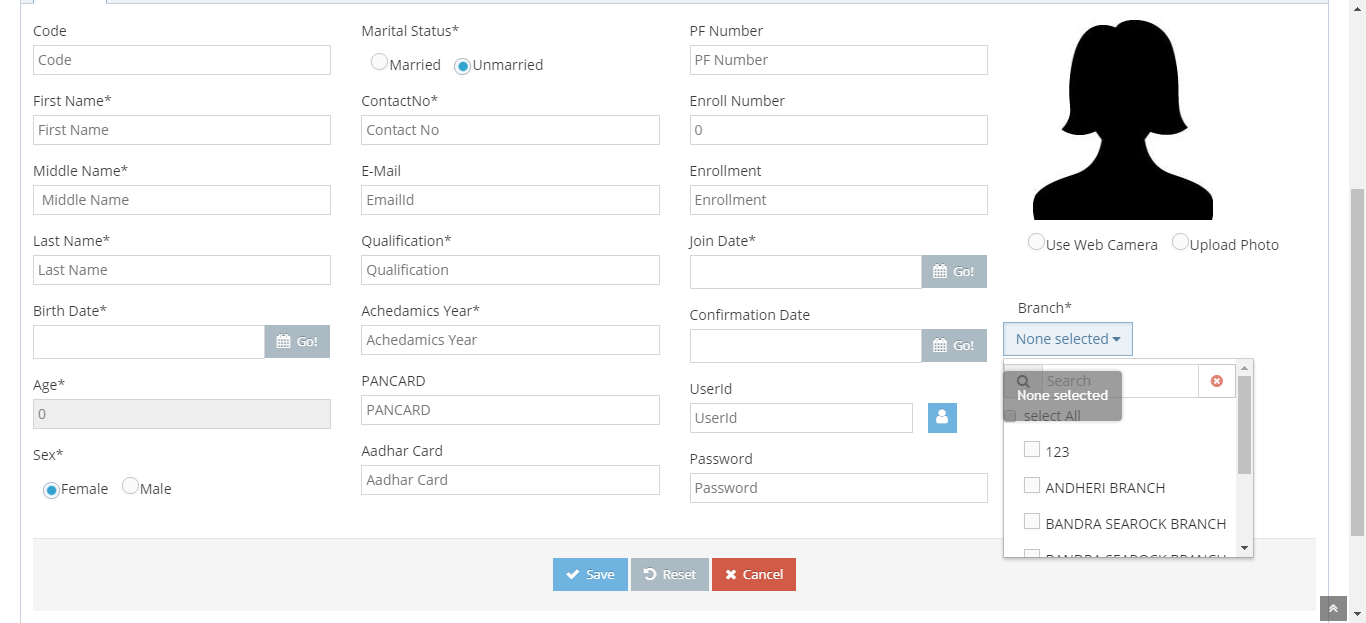 Code
Code
First Name*
First Name
Middle Name*
Middle Name
Last Name*
Last Name
Birth Date*
Go!
Age*
0
Sex*
Female Male
Marital Status*
Married Unmarried
ContactNo*
Contact No
E-Mail
EmailId
Qualification*
Qualification
Achedamics Year*
Achedamics Year
PANCARD
PANCARD
Aadhar Card
Aadhar Card
PF Number
PF Number
Enroll Number
0
Enrollment
Enrollment
Join Date*
Go!
Confirmation Date
Go!
UserId
UserId
Password
Password
Use Web Camera Upload Photo
Branch*
None selected
Search
None selected
select All
123
ANDHERI BRANCH
BANDRA SEAROCK BRANCH
BANDRA SEAROCK BRANCH
Save Reset Cancel